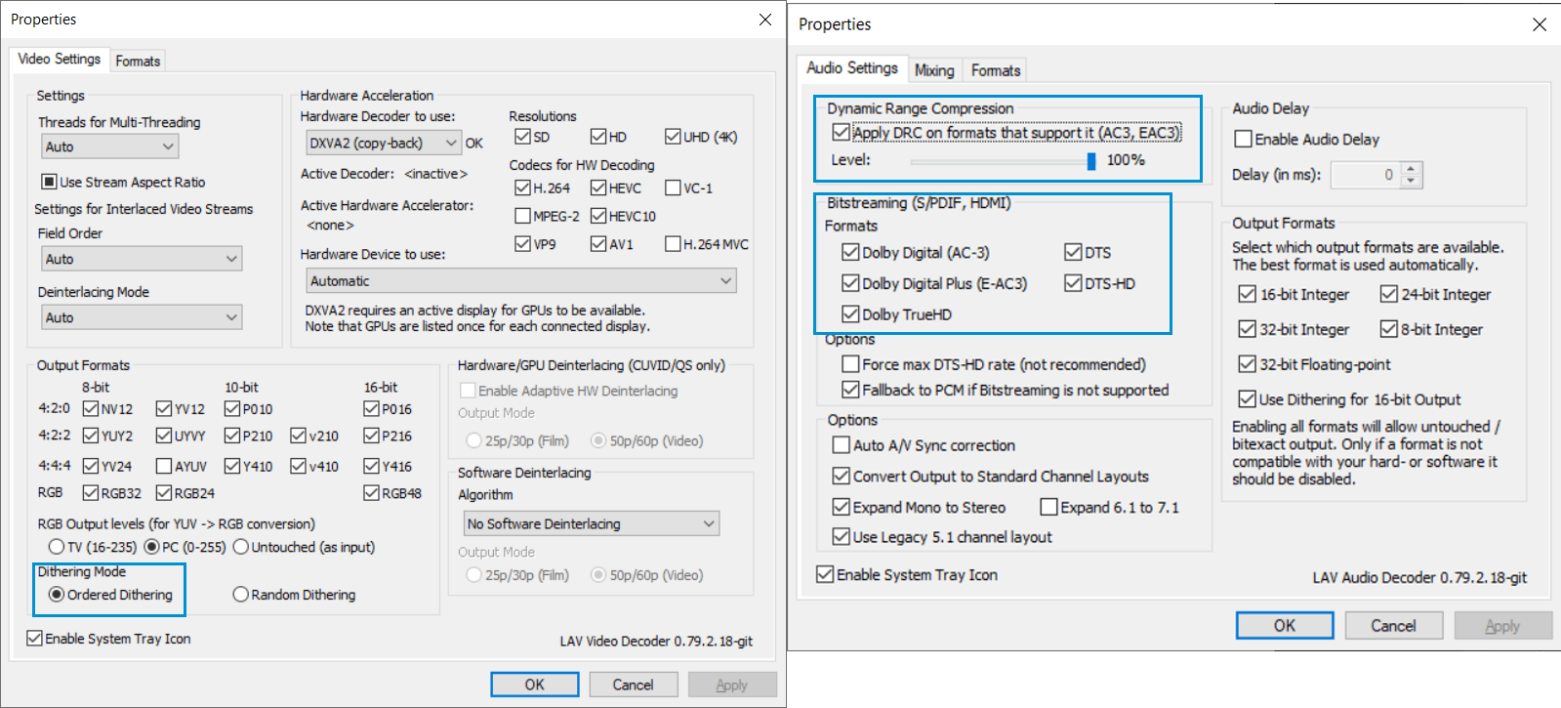 Properties
Video Settings
Formats
Settings
Threads for Multi-Threading
Auto
Use Stream Aspect Ratio
Settings for Interlaced Video Streams
Field Order
Auto
Deinterlacing Mode
Auto
Hardware Acceleration
Hardware Decoder to use:
DXVA2 (copy-back)
OK
Active Decoder: <inactive>
Active Hardware Accelerator:
<none>
Resolutions
SD HD UHD (4K)
Codecs for HW Decoding
H.264 HEVC VC-1
MPEG-2 HEVC10
VP9 AV1 H.264 MVC
Hardware Device to use:
Automatic
DXVA2 requires an active display for GPUs to be available.
Note that GPUs are listed once for each connected display.
Output Formats
8-bit 10-bit 16-bit
4:2:0 NV12 YV12 P010 P016
4:2:2 YUY2 UYVY P210 v210 P216
4:4:4 YV24 AYUV Y410 v410 Y416
RGB RGB32 RGB24 RGB48
RGB Output levels (for YUV -> RGB conversion)
TV (16-235) PC (0-255) Untouched (as input)
Dithering Mode
Ordered Dithering Random Dithering
Hardware/GPU Deinterlacing (CUVID/QS only)
Enable Adaptive HW Deinterlacing
Output Mode
25p/30p (Film) 50p/60p (Video)
Software Deinterlacing
Algorithm
No Software Deinterlacing
Output Mode
25p/30p (Film) 50p/60p (Video)
Enable System Tray Icon
LAV Video Decoder 0.79.2.18-git
OK Cancel Apply
Properties
Audio Settings
Mixing
Formats
Dynamic Range Compression
Apply DRC on formats that support it (AC3, EAC3)
Level: 100%
Bitstreaming (S/PDIF, HDMI)
Formats
Dolby Digital (AC-3) DTS
Dolby Digital Plus (E-AC3) DTS-HD
Dolby TrueHD
Options
Force max DTS-HD rate (not recommended)
Fallback to PCM if Bitstreaming is not supported
Options
Auto A/V Sync correction
Convert Output to Standard Channel Layouts
Expand Mono to Stereo Expand 6.1 to 7.1
Use Legacy 5.1 channel layout
Audio Delay
Enable Audio Delay
Delay (in ms): 0
Output Formats
Select which output formats are available.
The best format is used automatically.
16-bit Integer 24-bit Integer
32-bit Integer 8-bit Integer
32-bit Floating-point
Use Dithering for 16-bit Output
Enabling all formats will allow untouched /
bitexact output. Only if a format is not
compatible with your hard- or software it
should be disabled.
Enable System Tray Icon
LAV Audio Decoder 0.79.2.18-git
OK Cancel Apply